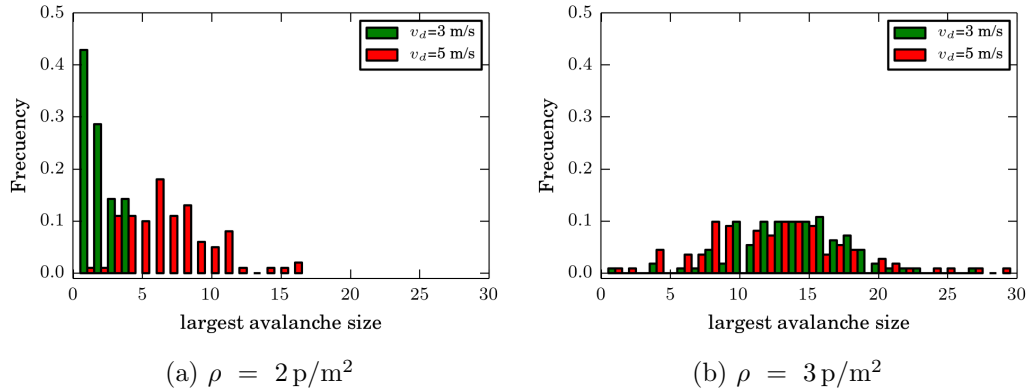 0.5
0.4
0.3
0.2
0.1
0.0
Frecuency
0 5 10 15 20 25 30
largest avalanche size
v_d=3 m/s
v_d=5 m/s
(a) ρ = 2 p/m²
0.5
0.4
0.3
0.2
0.1
0.0
Frecuency
0 5 10 15 20 25 30
largest avalanche size
v_d=3 m/s
v_d=5 m/s
(b) ρ = 3 p/m²